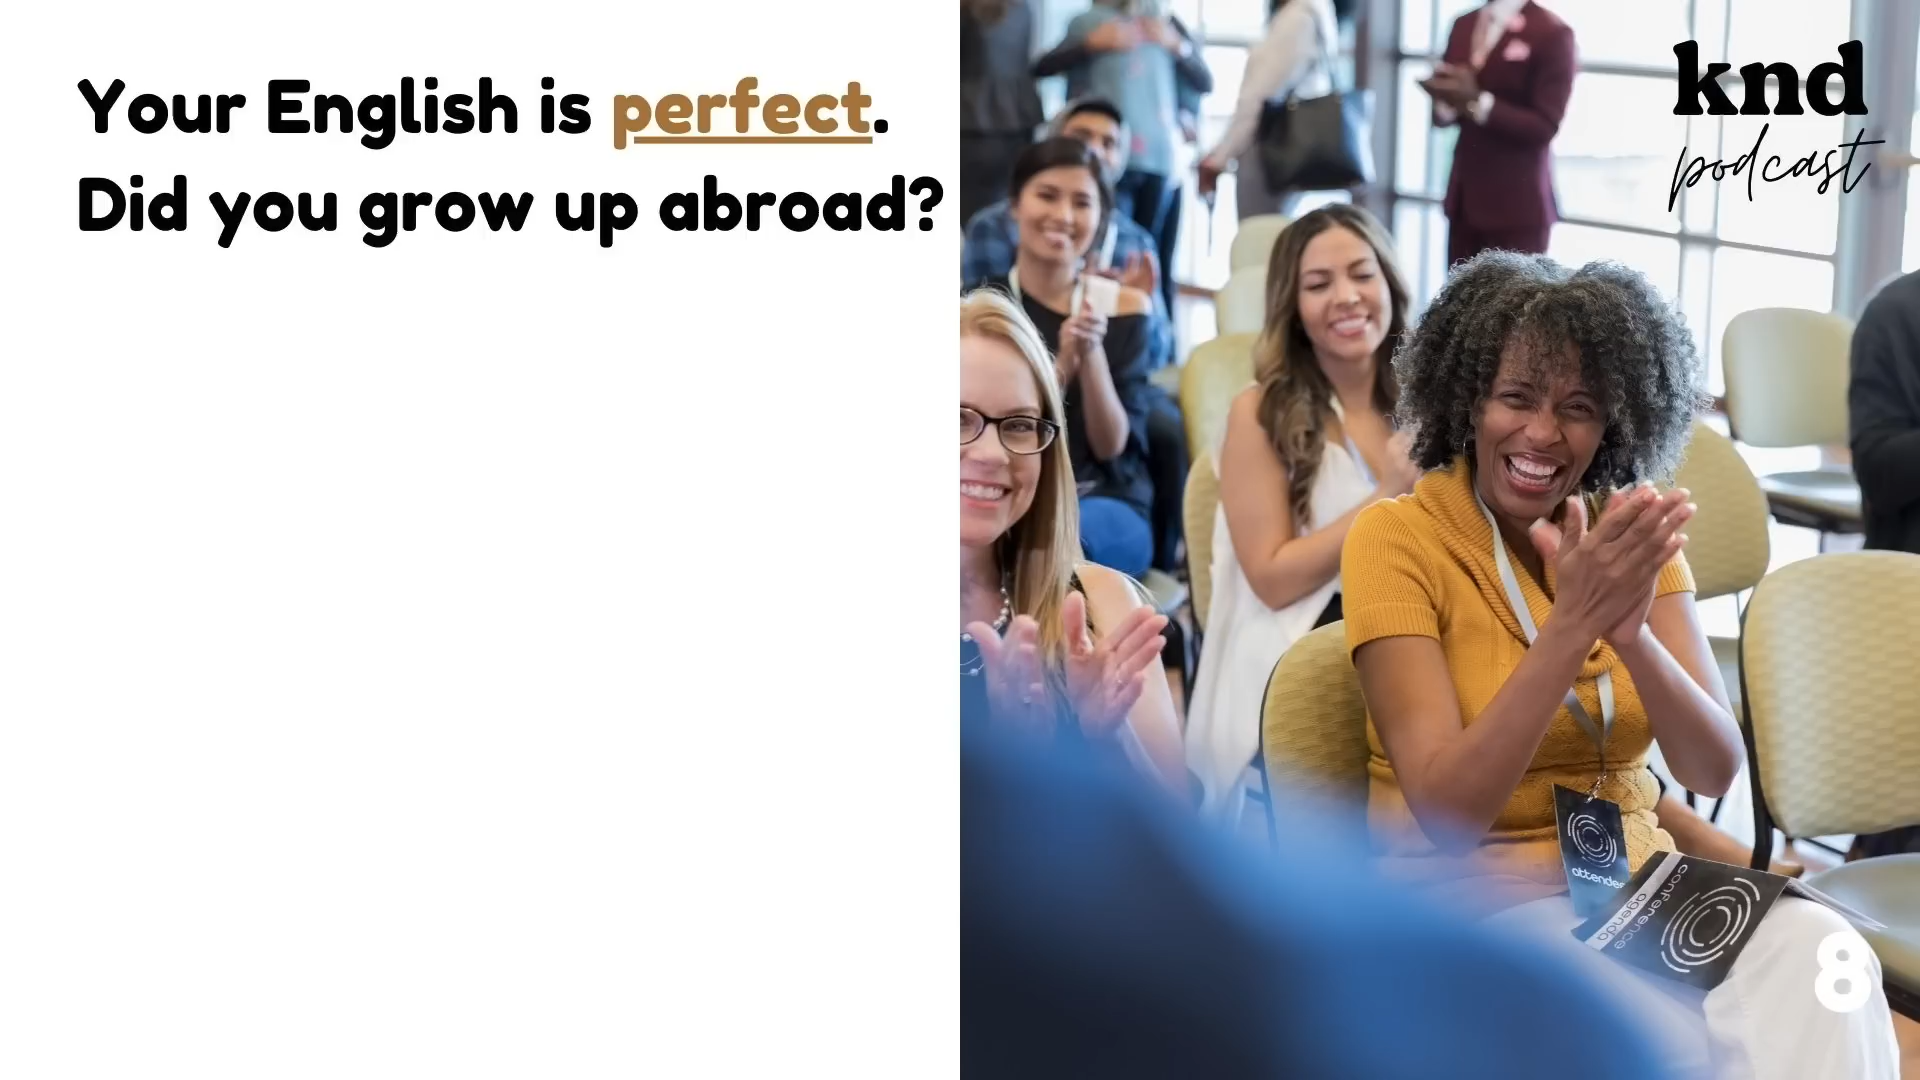 Your English is perfect.
Did you grow up abroad?
knd
podcast
attendee
conference
agenda
8